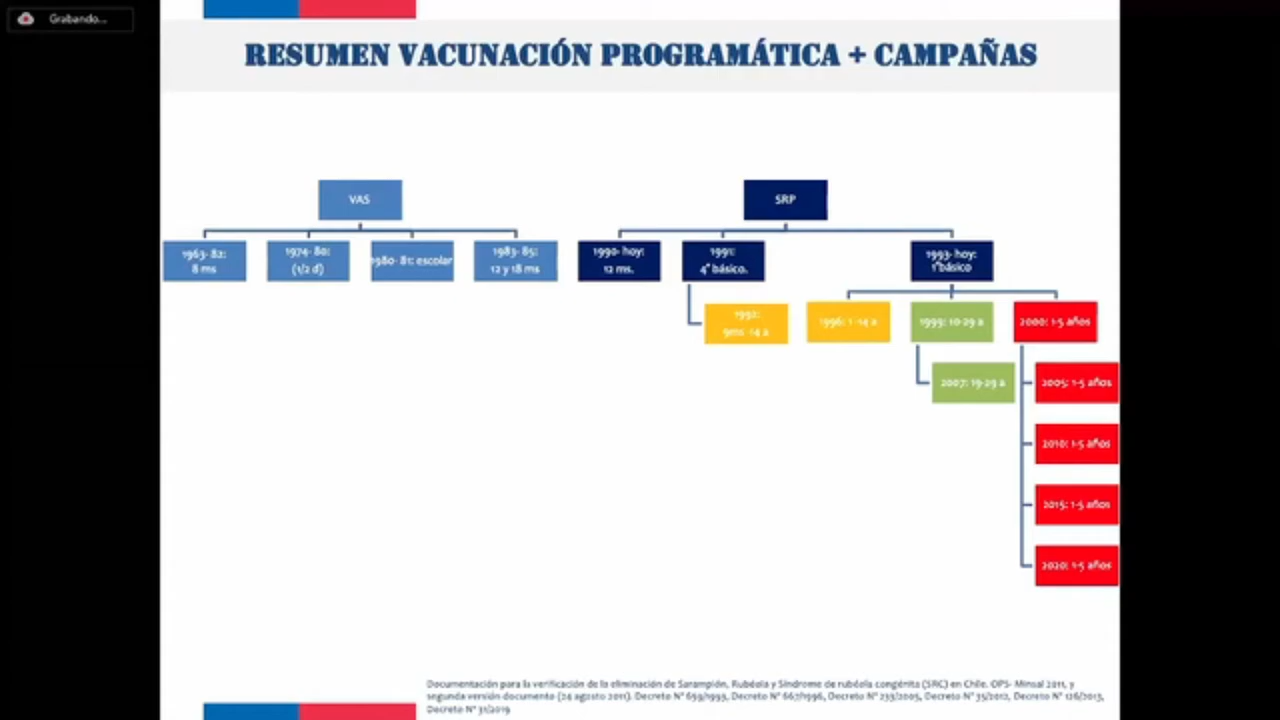 Grabando...
RESUMEN VACUNACIÓN PROGRAMÁTICA + CAMPAÑAS
VAS
SRP
1963- 82:
8 ms
1974- 80:
(1/2 d)
1980- 81: escolar
1983- 85:
12 y 18 ms
1990- hoy:
12 ms.
1991:
4° básico.
1993- hoy:
1°básico
1992:
9ms -14 a
1996: 1 -14 a
1999: 10-29 a
2000: 1-5 años
2007: 19-29 a
2005: 1-5 años
2010: 1-5 años
2015: 1-5 años
2020: 1-5 años
Documentación para la verificación de la eliminación de Sarampión, Rubéola y Síndrome de rubéola congénita (SRC) en Chile. OPS- Minsal 2011, y
segunda versión documento (24 agosto 2011). Decreto N° 659/1993, Decreto N° 667/1996, Decreto N° 233/2005, Decreto N° 35/2012, Decreto N° 126/2013,
Decreto N° 31/2019